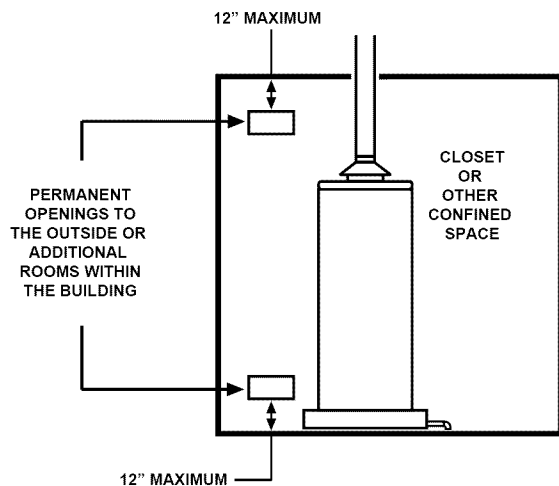 12” MAXIMUM
CLOSET
OR
OTHER
CONFINED
SPACE
PERMANENT
OPENINGS TO
THE OUTSIDE OR
ADDITIONAL
ROOMS WITHIN
THE BUILDING
12” MAXIMUM